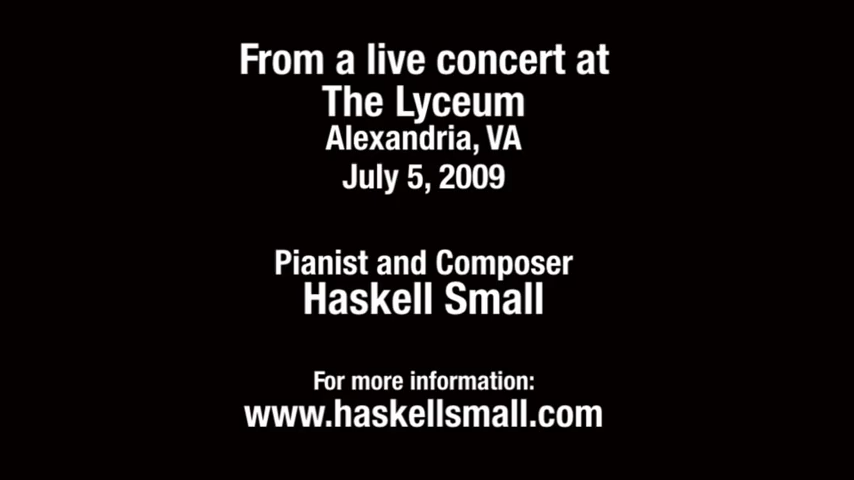 From a live concert at
The Lyceum
Alexandria, VA
July 5, 2009
Pianist and Composer
Haskell Small
For more information:
www.haskellsmall.com